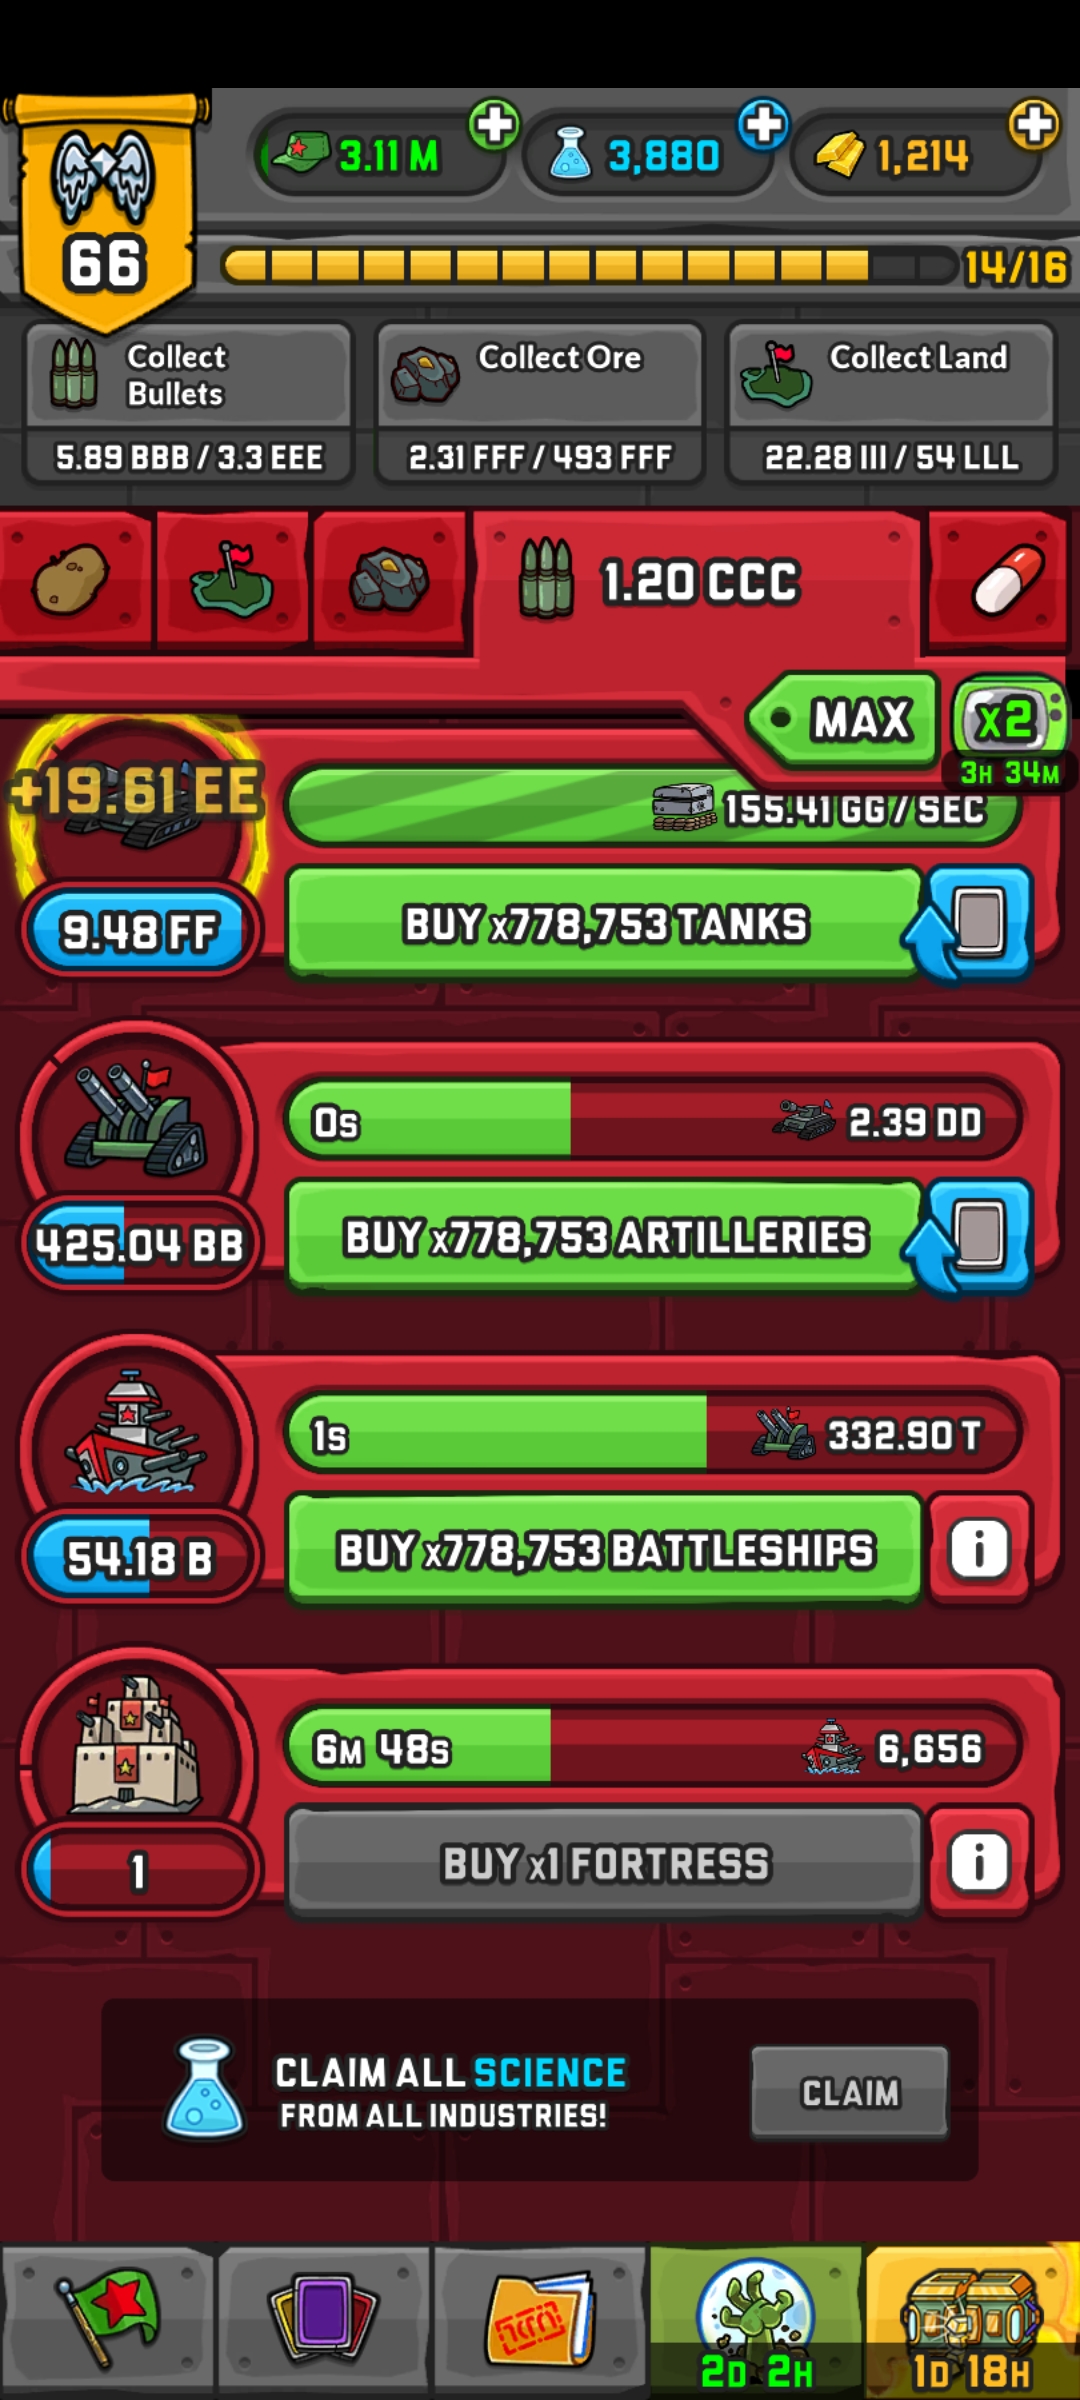 66
3.11 M
3,880
1,214
14/16
Collect
Bullets
5.89 BBB / 3.3 EEE
Collect Ore
2.31 FFF / 493 FFF
Collect Land
22.28 III / 54 LLL
1.20 CCC
MAX
x2
3H 34M
+19.61 EE
155.41 GG / SEC
9.48 FF
BUY x778,753 TANKS
0s
2.39 DD
425.04 BB
BUY x778,753 ARTILLERIES
1s
332.90 T
54.18 B
BUY x778,753 BATTLESHIPS
i
6M 48s
6,656
1
BUY x1 FORTRESS
i
CLAIM ALL SCIENCE
FROM ALL INDUSTRIES!
CLAIM
2D 2H
1D 18H